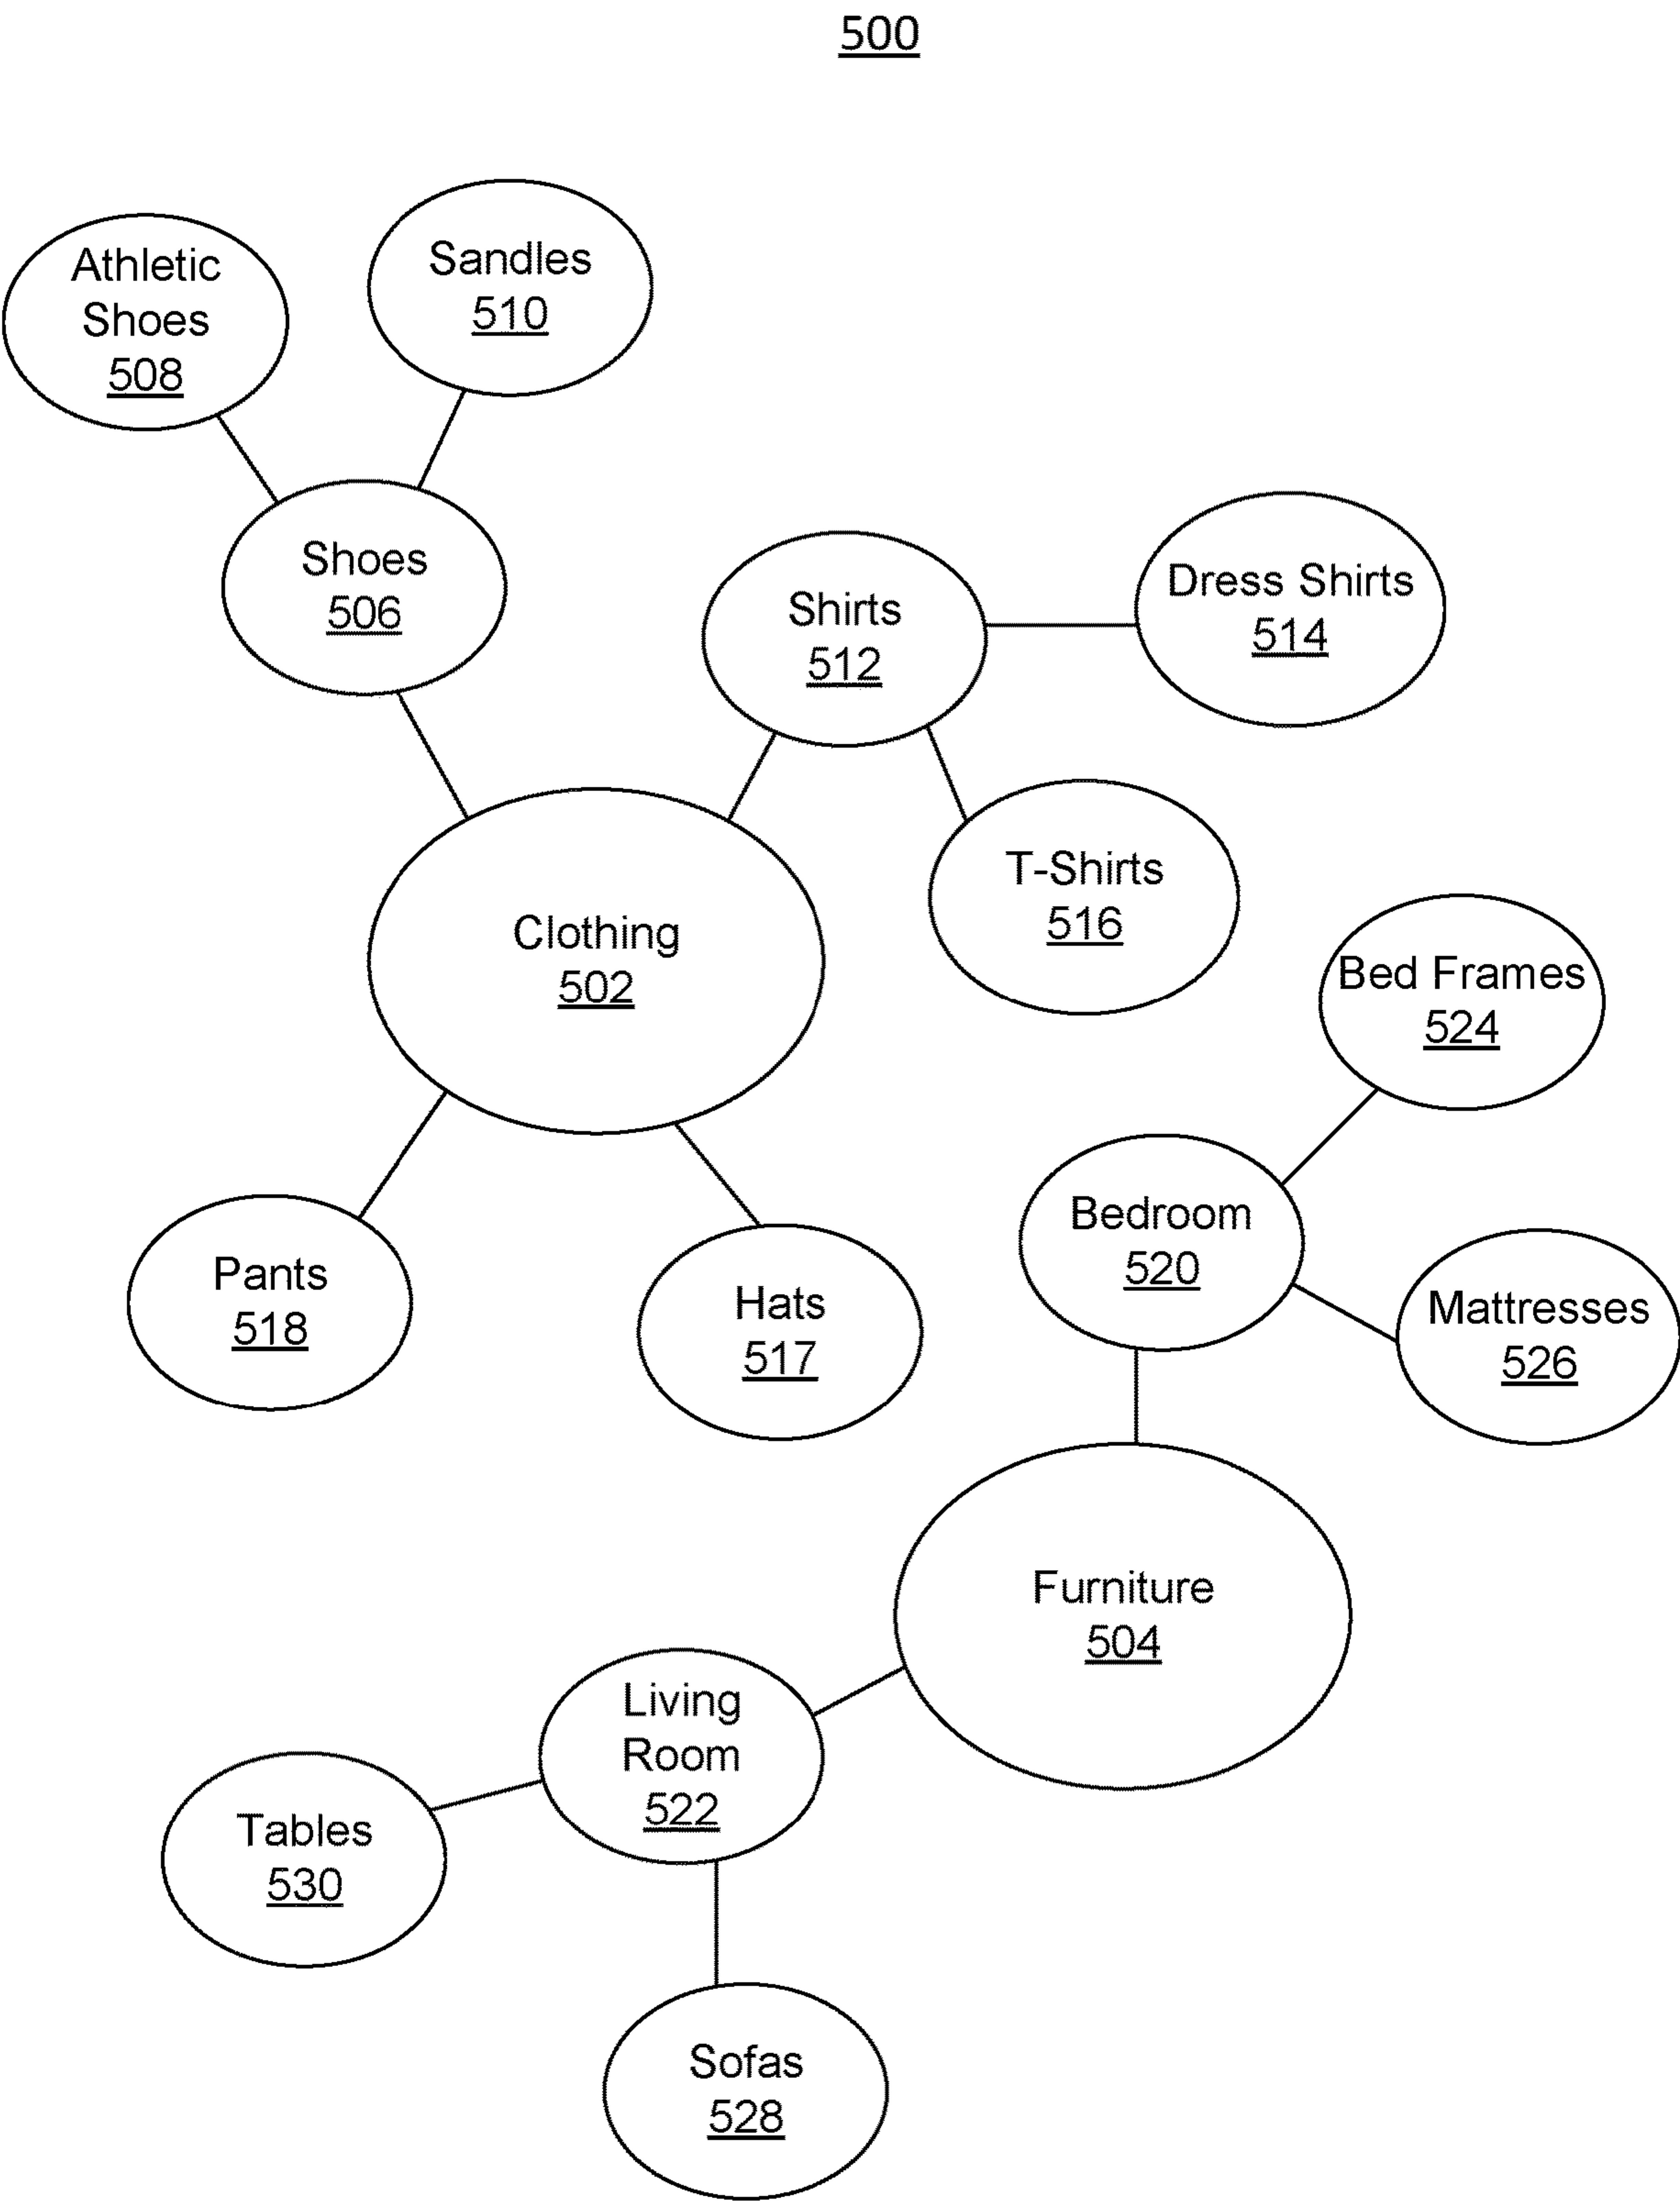 500
Athletic
Shoes
508
Sandles
510
Shoes
506
Shirts
512
Dress Shirts
514
T-Shirts
516
Clothing
502
Bed Frames
524
Bedroom
520
Mattresses
526
Pants
518
Hats
517
Furniture
504
Living
Room
522
Tables
530
Sofas
528